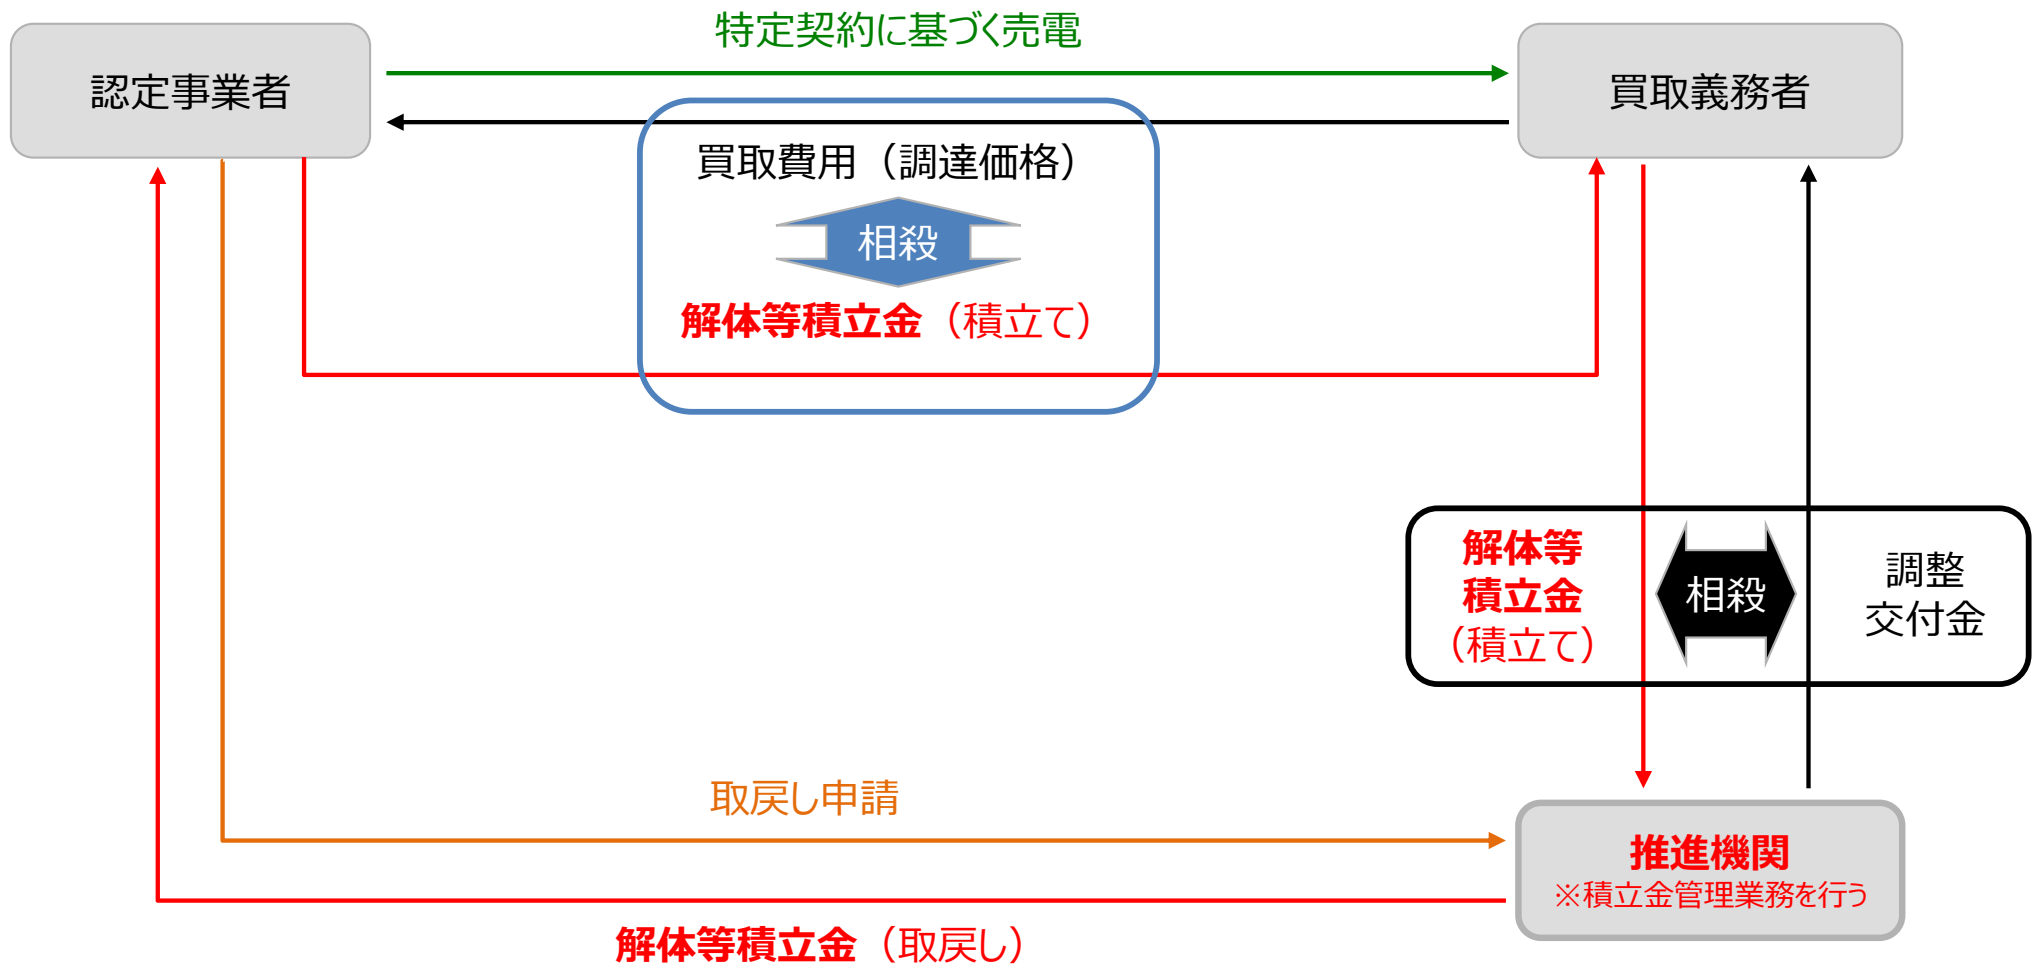 特定契約に基づく売電
認定事業者
買取義務者
買取費用（調達価格）
相殺
解体等積立金（積立て）
解体等
積立金
（積立て）
相殺
調整
交付金
取戻し申請
推進機関
※積立金管理業務を行う
解体等積立金（取戻し）